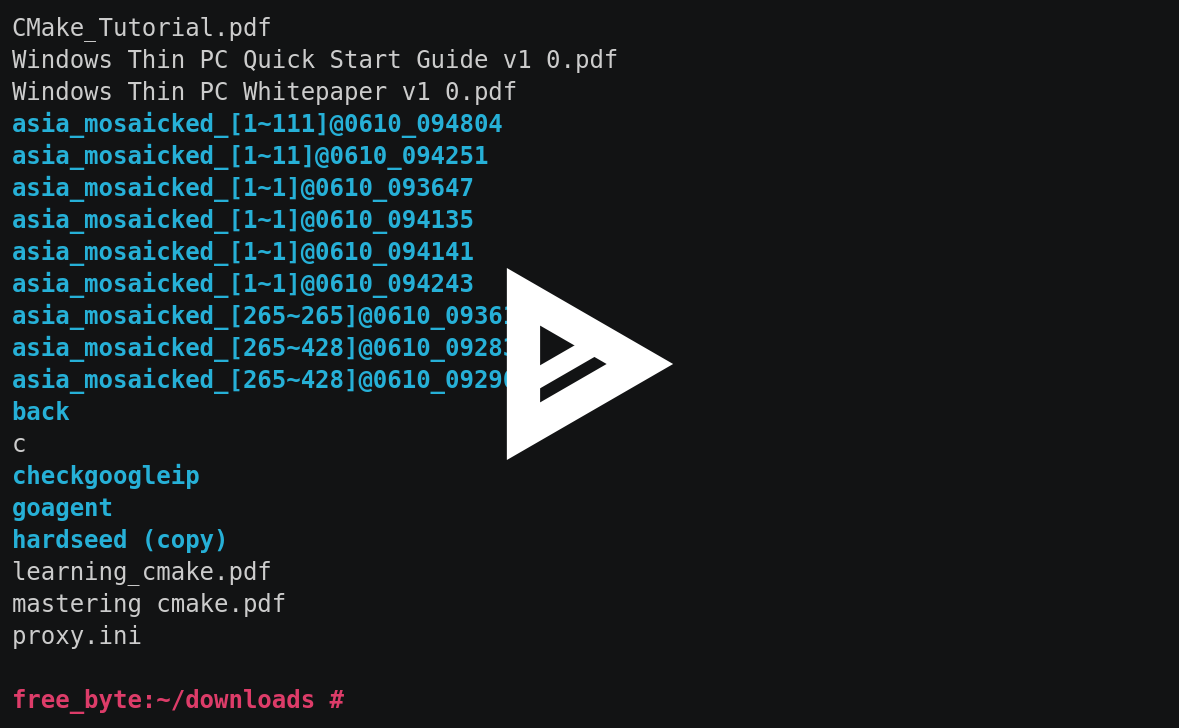 CMake_Tutorial.pdf
Windows Thin PC Quick Start Guide v1 0.pdf
Windows Thin PC Whitepaper v1 0.pdf
asia_mosaicked_[1~111]@0610_094804
asia_mosaicked_[1~11]@0610_094251
asia_mosaicked_[1~1]@0610_093647
asia_mosaicked_[1~1]@0610_094135
asia_mosaicked_[1~1]@0610_094141
asia_mosaicked_[1~1]@0610_094243
asia_mosaicked_[265~265]@0610_0936
asia_mosaicked_[265~428]@0610_0928
asia_mosaicked_[265~428]@0610_0929
back
c
checkgoogleip
goagent
hardseed (copy)
learning_cmake.pdf
mastering cmake.pdf
proxy.ini
free_byte:~/downloads #